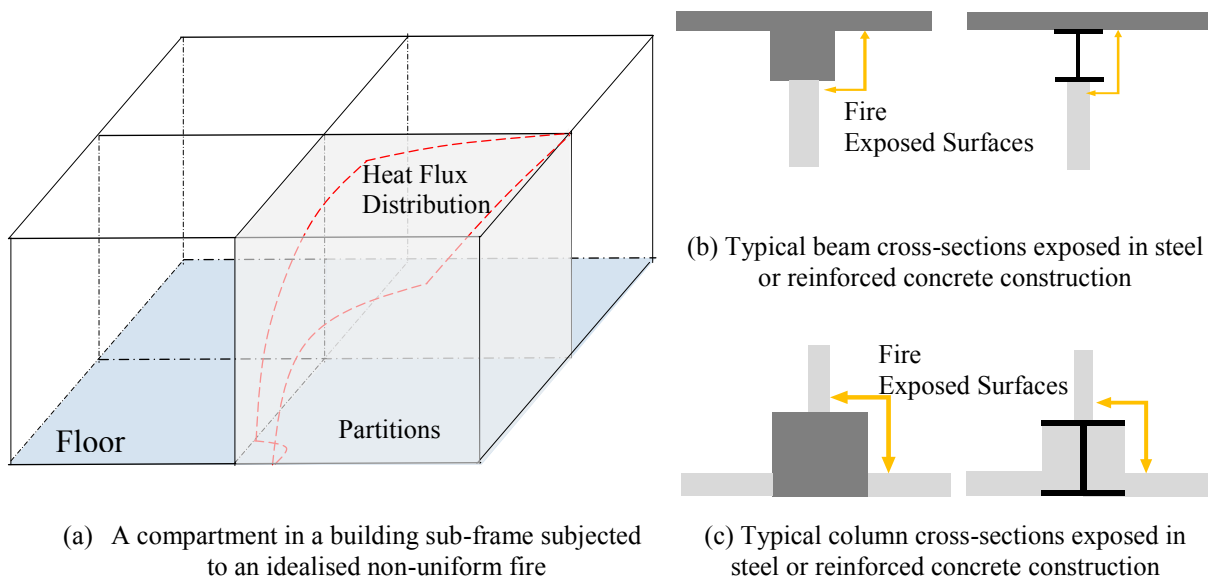 Heat Flux
Distribution
Floor
Partitions
(a) A compartment in a building sub-frame subjected
to an idealised non-uniform fire
Fire
Exposed Surfaces
(b) Typical beam cross-sections exposed in steel
or reinforced concrete construction
Fire
Exposed Surfaces
(c) Typical column cross-sections exposed in
steel or reinforced concrete construction